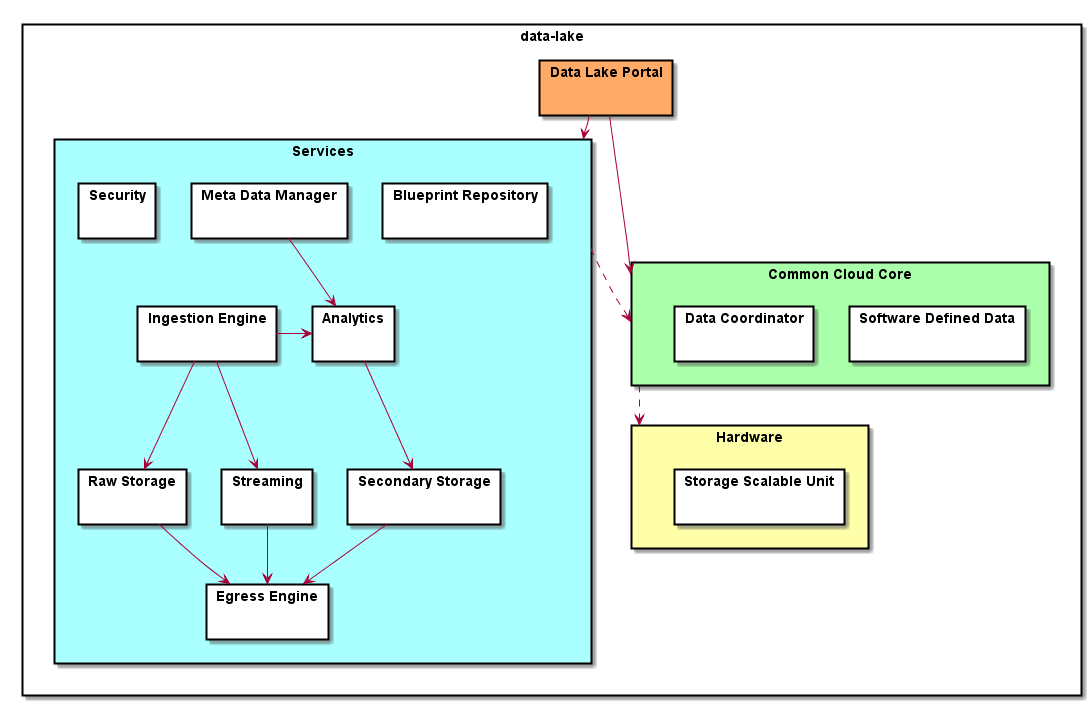 data-lake
Data Lake Portal
Services
Security
Meta Data Manager
Blueprint Repository
Common Cloud Core
Ingestion Engine
Analytics
Data Coordinator
Software Defined Data
Hardware
Raw Storage
Streaming
Secondary Storage
Storage Scalable Unit
Egress Engine